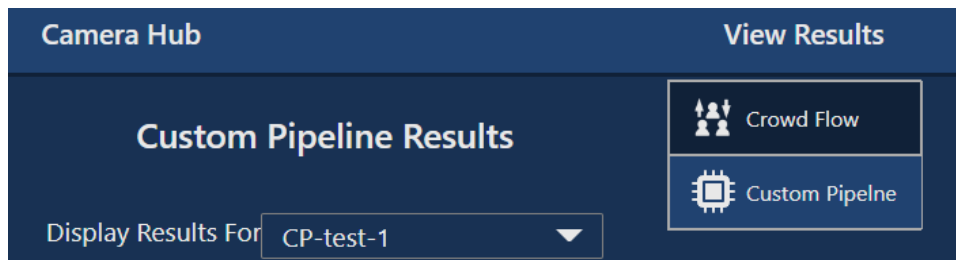 Camera Hub
View Results
Custom Pipeline Results
Crowd Flow
Custom Pipelne
Display Results For
CP-test-1